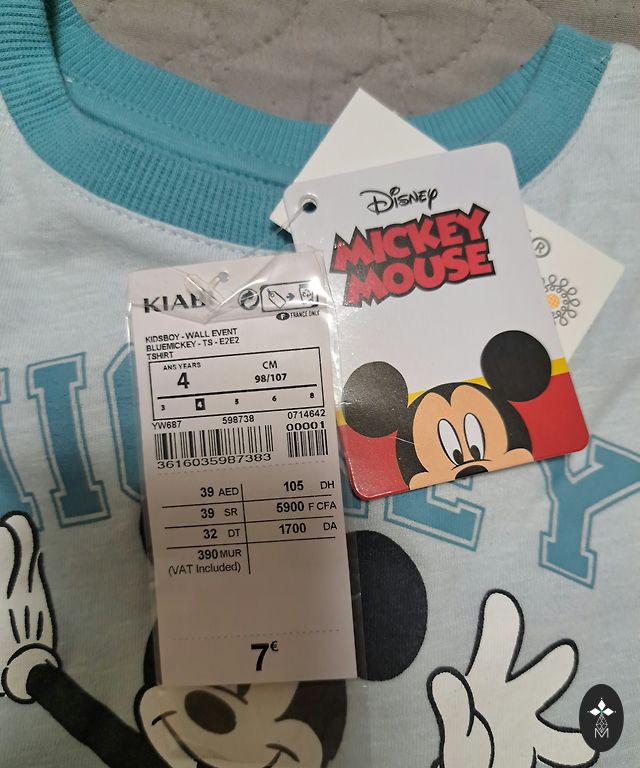 DISNEY
MICKEY
MOUSE
®
KIABI
F FRANCE ONLY
KIDSBOY - WALL EVENT
BLUEMICKEY - TS - E2E2
TSHIRT
ANS YEARS CM
4 98/107
3 4 5 6 8
YW687 598738 0714642
00001
3616035987383
39 AED 105 DH
39 SR 5900 F CFA
32 DT 1700 DA
390 MUR
(VAT Included)
7€
EY
M